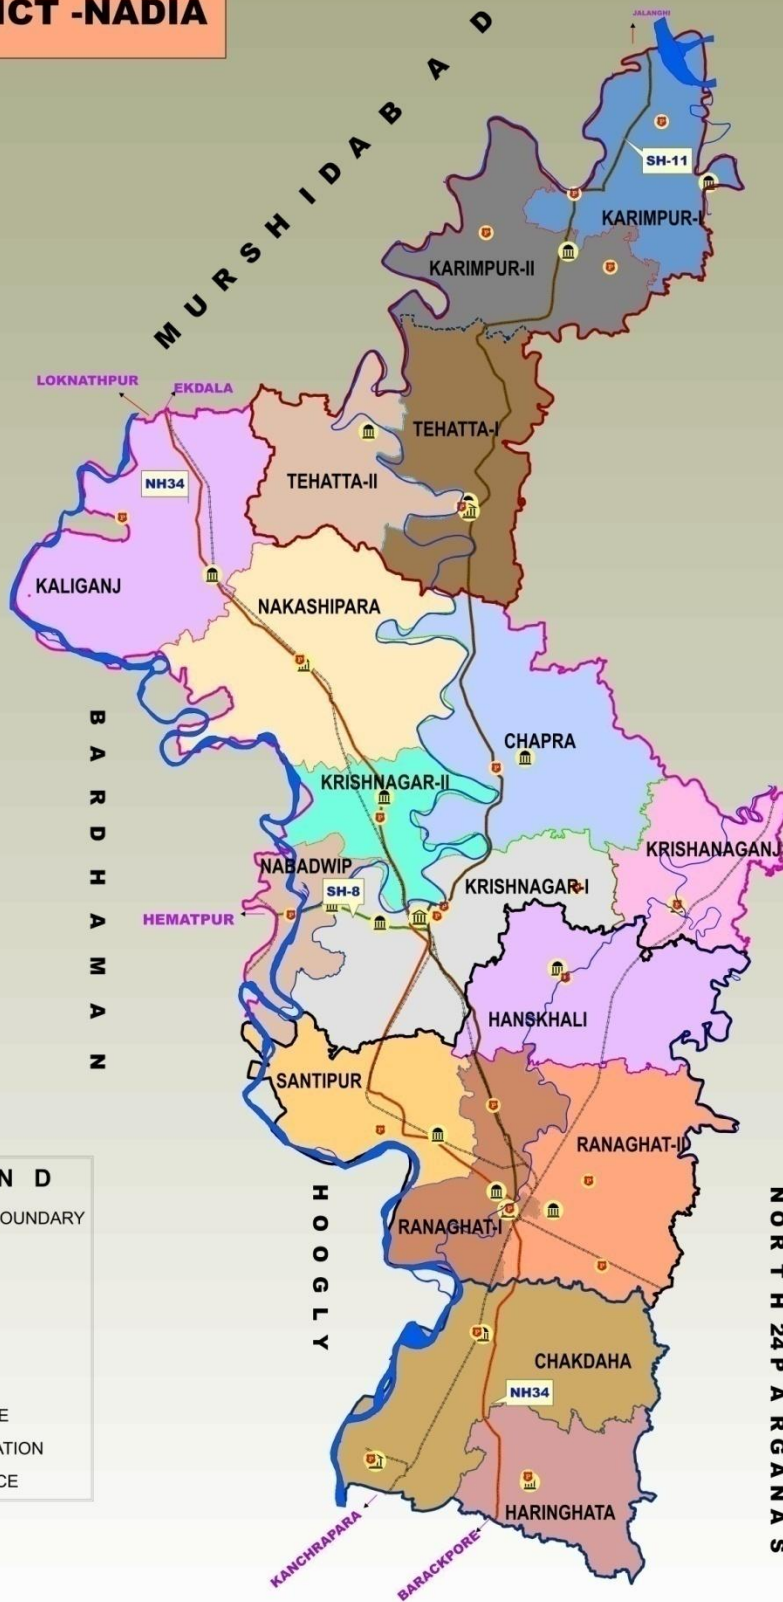 ICT -NADIA
JALANGHI
MURSHIDABAD
SH-11
KARIMPUR-I
KARIMPUR-II
LOKNATHPUR
EKDALA
TEHATTA-I
NH34
TEHATTA-II
KALIGANJ
NAKASHIPARA
BARDHAMAN
CHAPRA
KRISHNAGAR-II
KRISHANAGANJ
NABADWIP
SH-8
KRISHNAGAR-I
HEMATPUR
HANSKHALI
SANTIPUR
RANAGHAT-II
N D
OUNDARY
HOOGLY
NORTH 24 PARGANAS
RANAGHAT-I
CHAKDAHA
NH34
E
ATION
CE
HARINGHATA
KANCHRAPARA
BARACKPORE